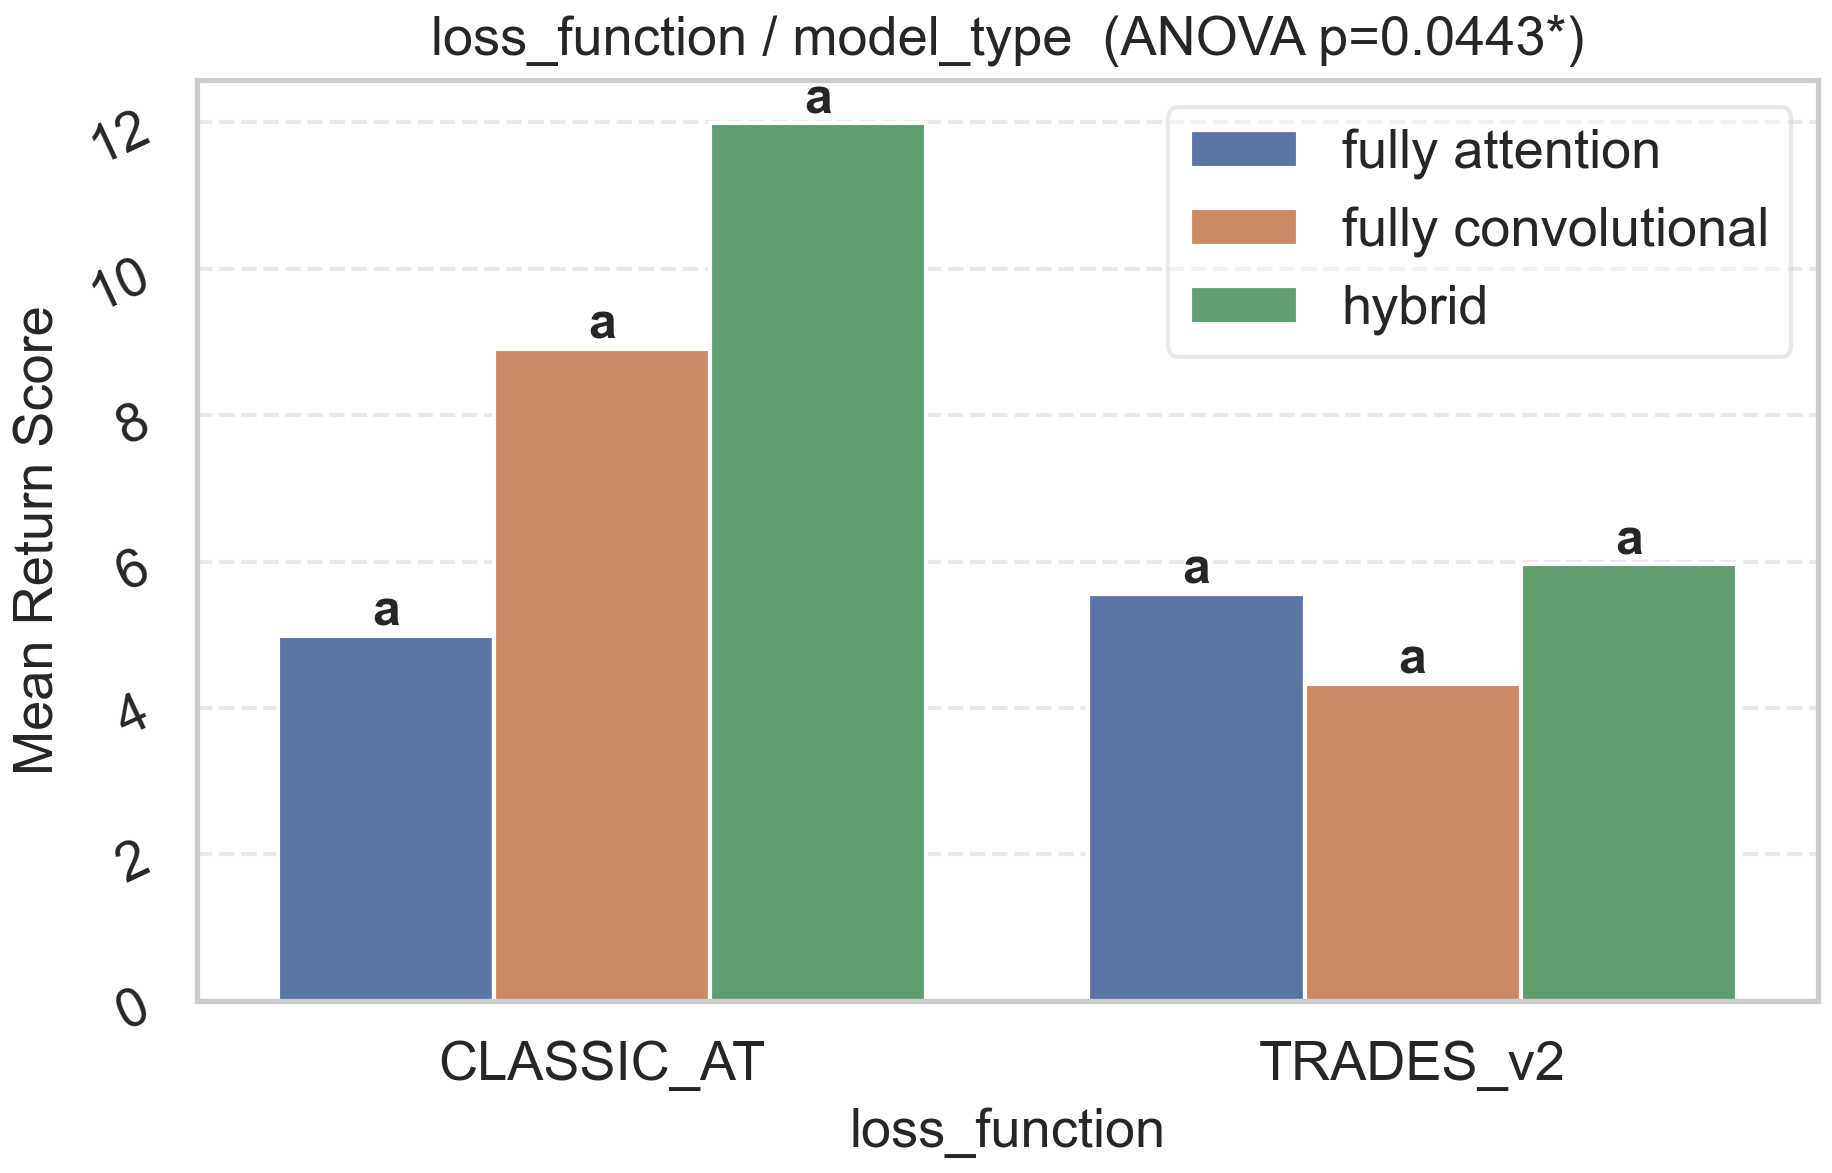 loss_function / model_type (ANOVA p=0.0443*)
Mean Return Score
12
10
8
6
4
2
0
a
a
a
a
a
a
fully attention
fully convolutional
hybrid
CLASSIC_AT
TRADES_v2
loss_function